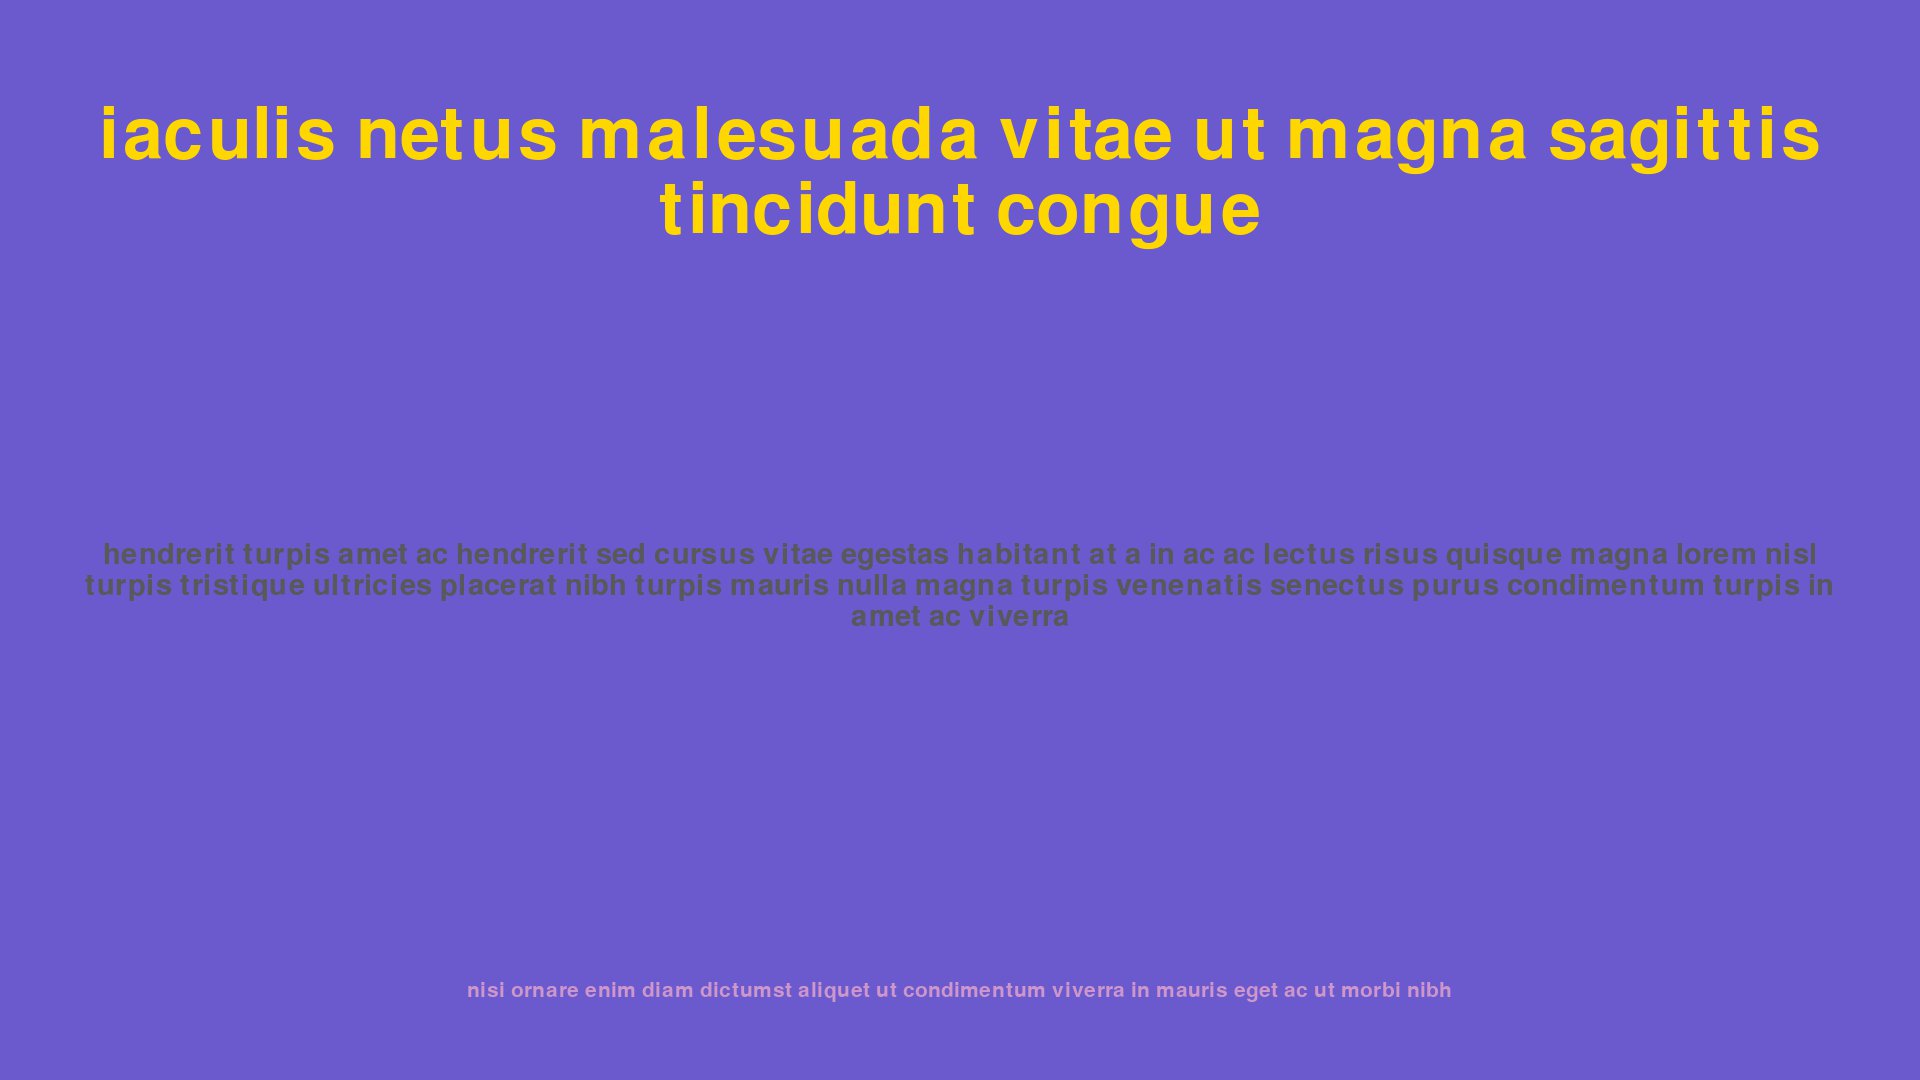 iaculis netus malesuada vitae ut magna sagittis
tincidunt congue
hendrerit turpis amet ac hendrerit sed cursus vitae egestas habitant at a in ac ac lectus risus quisque magna lorem nisl
turpis tristique ultricies placerat nibh turpis mauris nulla magna turpis venenatis senectus purus condimentum turpis in
amet ac viverra
nisi ornare enim diam dictumst aliquet ut condimentum viverra in mauris eget ac ut morbi nibh